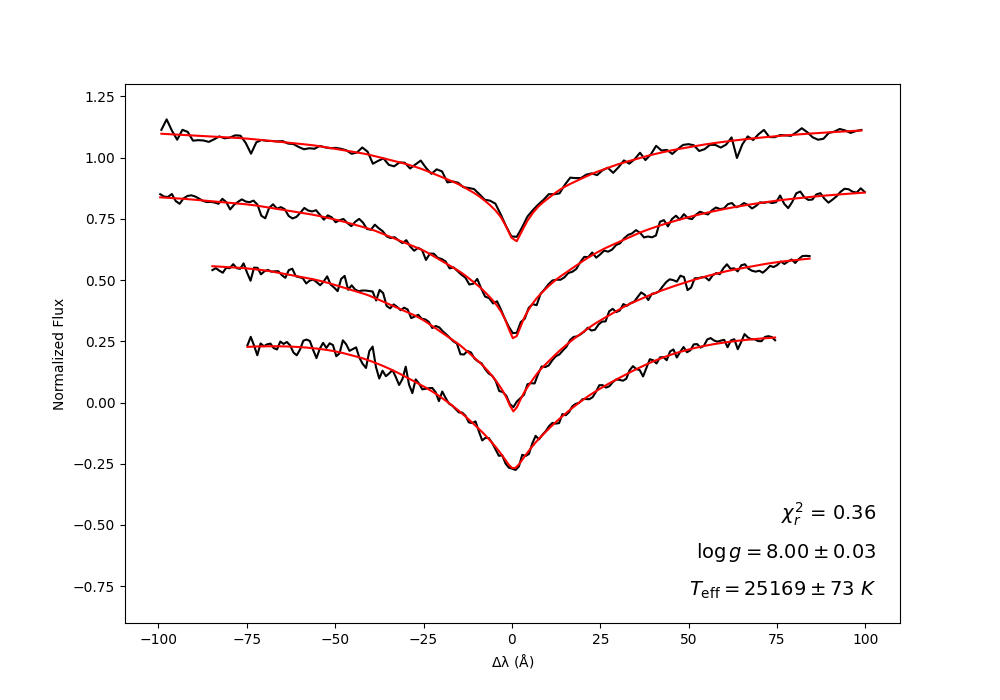 1.25
1.00
0.75
0.50
0.25
0.00
−0.25
−0.50
−0.75
Normalized Flux
χ²ᵣ = 0.36
log g = 8.00 ± 0.03
T_eff = 25169 ± 73 K
−100 −75 −50 −25 0 25 50 75 100
Δλ (Å)